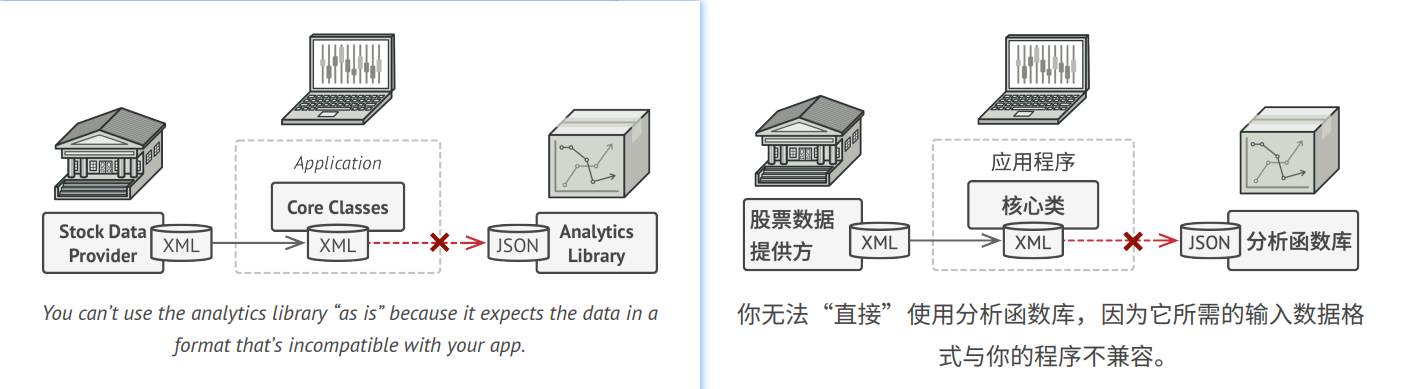 Application
Core Classes
Stock Data
Provider
XML
XML
JSON
Analytics
Library
You can’t use the analytics library “as is” because it expects the data in a
format that’s incompatible with your app.
应用程序
核心类
股票数据
提供方
XML
XML
JSON
分析函数库
你无法“直接” 使用分析函数库，因为它所需的输入数据格
式与你的程序不兼容。